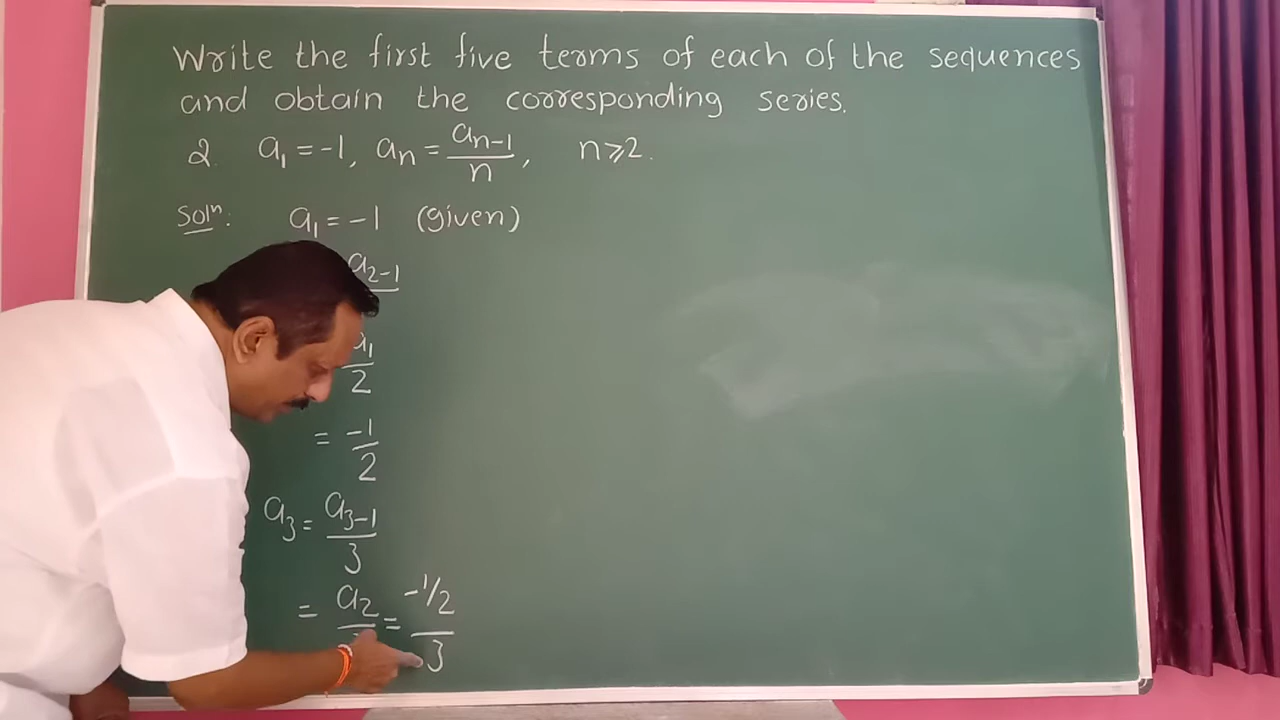 Write the first five terms of each of the sequences
and obtain the corresponding series.
2. a₁ = -1, aₙ = aₙ₋₁/n, n ⩾ 2.
Solⁿ: a₁ = -1 (given)
a₂₋₁
a₁/2
= -1/2
a₃ = a₃₋₁/3
= a₂/ = -1/2/3